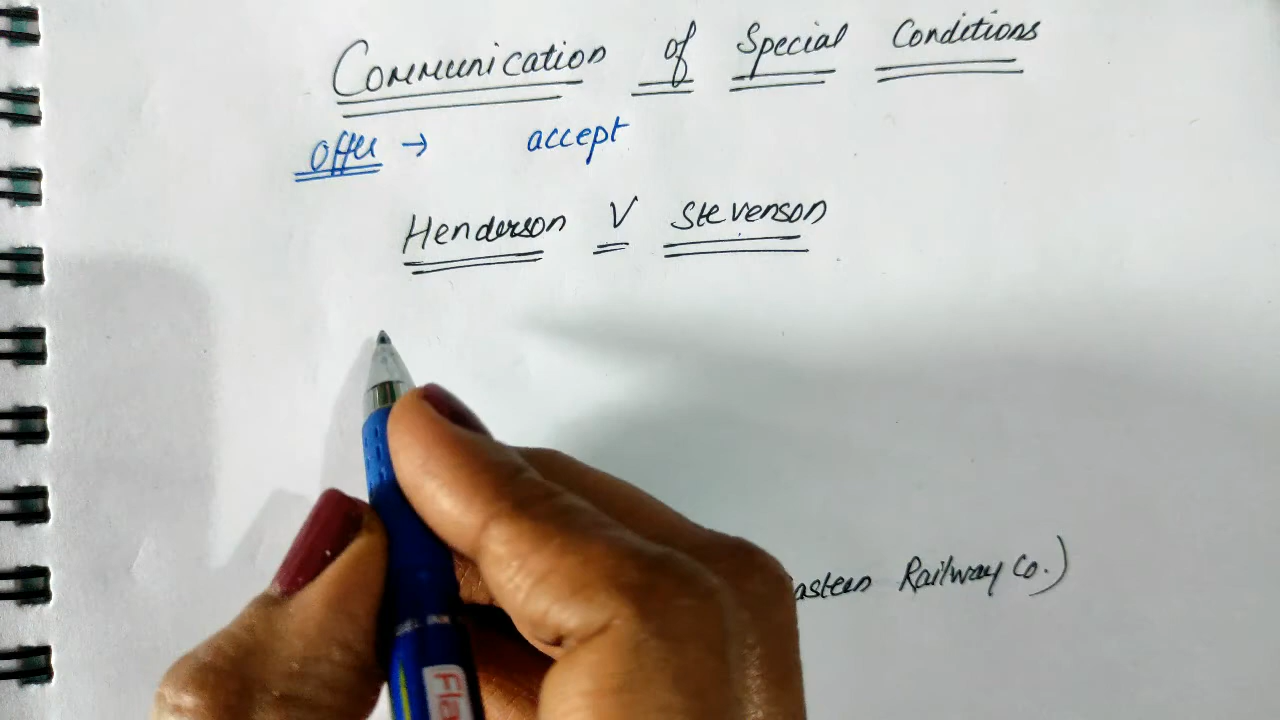 Communication of Special Conditions
Offer → accept
Henderson V Stevenson
Railway Co.)